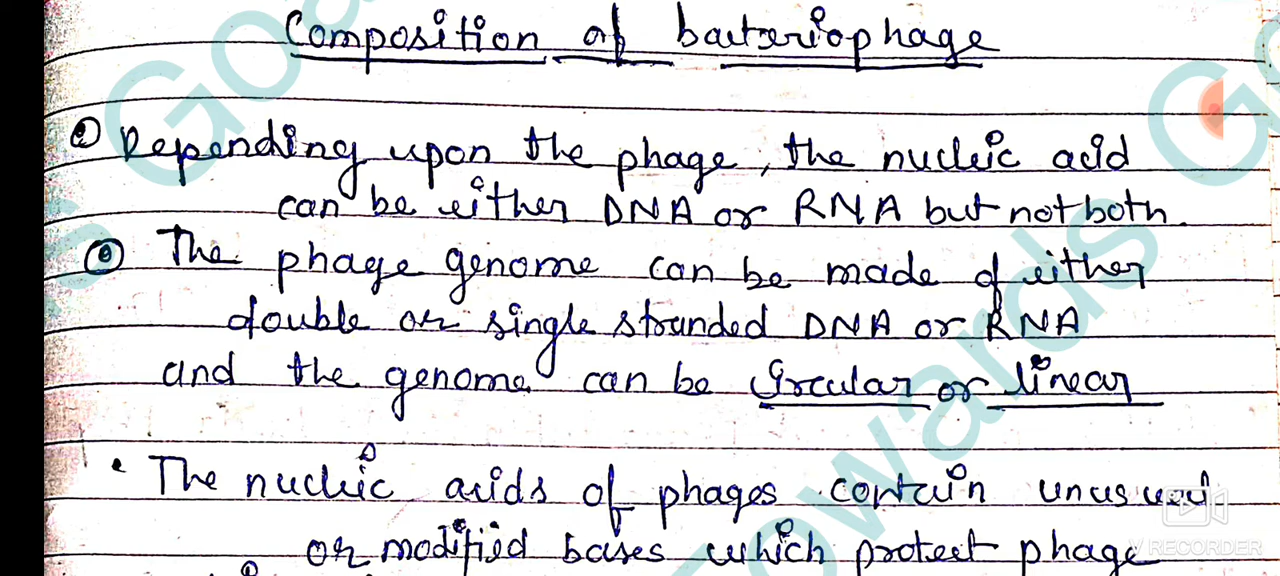 Composition of bacteriophage
Depending upon the phage, the nucleic acid
can be either DNA or RNA but not both.
The phage genome can be made of either
double or single stranded DNA or RNA
and the genome can be Circular or linear
• The nucleic acids of phages contain unusual
or modified bases which protect phage
V RECORDER